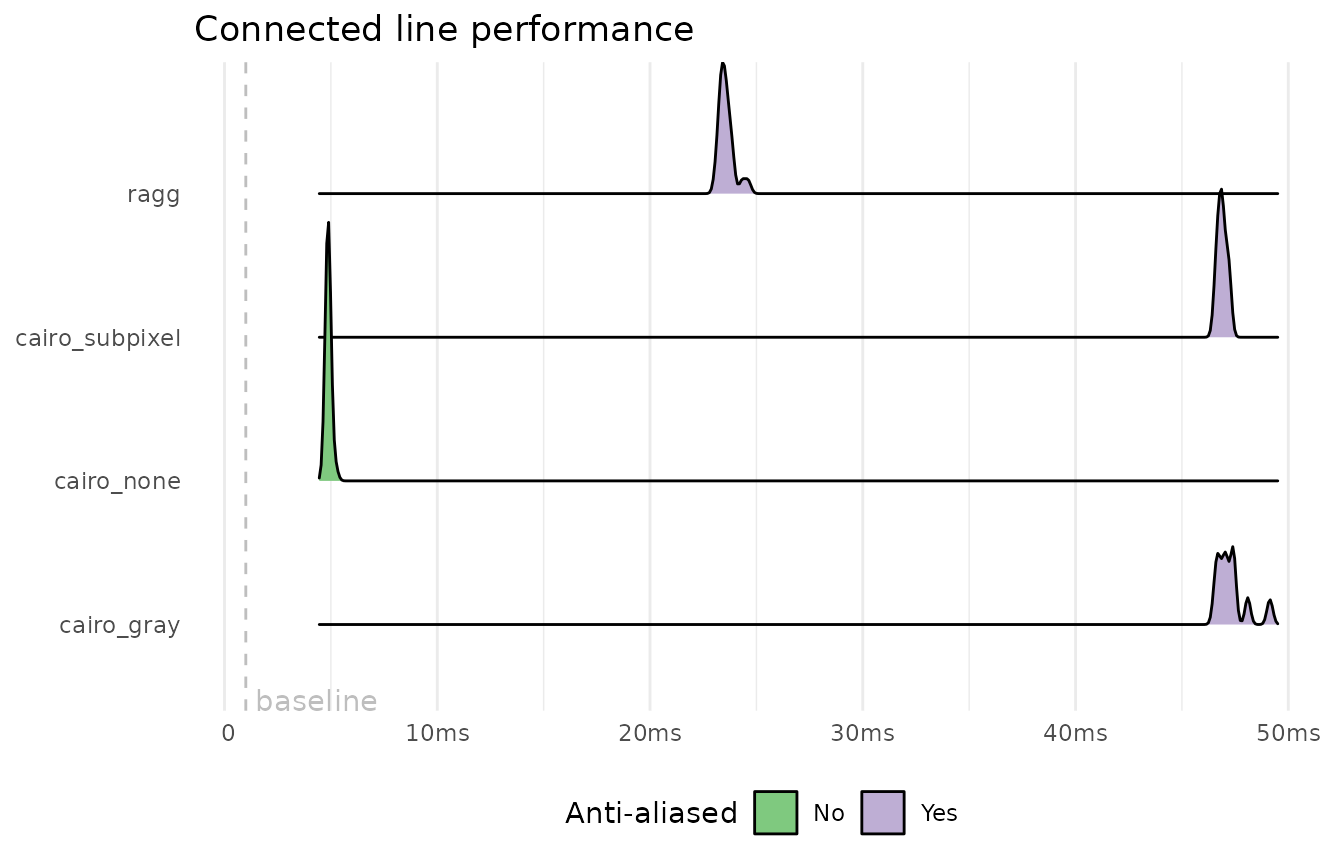 Connected line performance
ragg
cairo_subpixel
cairo_none
cairo_gray
baseline
0 10ms 20ms 30ms 40ms 50ms
Anti-aliased No Yes